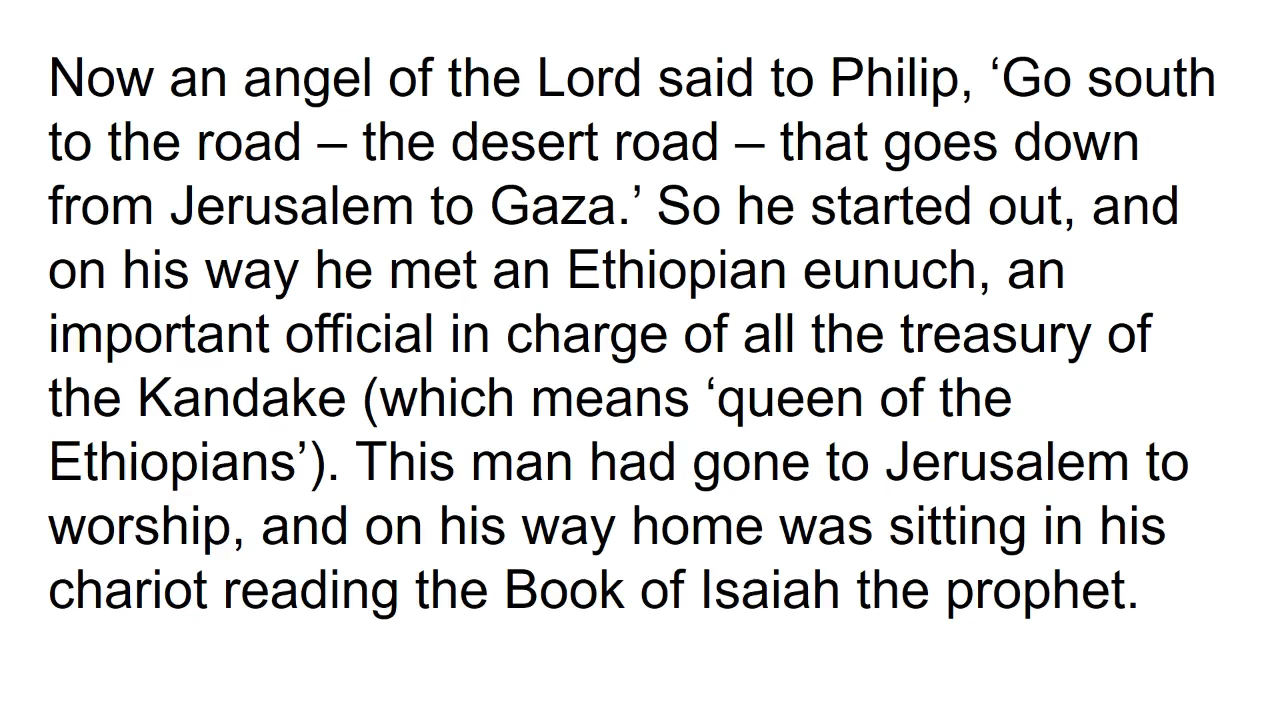 Now an angel of the Lord said to Philip, ‘Go south
to the road – the desert road – that goes down
from Jerusalem to Gaza.’ So he started out, and
on his way he met an Ethiopian eunuch, an
important official in charge of all the treasury of
the Kandake (which means ‘queen of the
Ethiopians’). This man had gone to Jerusalem to
worship, and on his way home was sitting in his
chariot reading the Book of Isaiah the prophet.